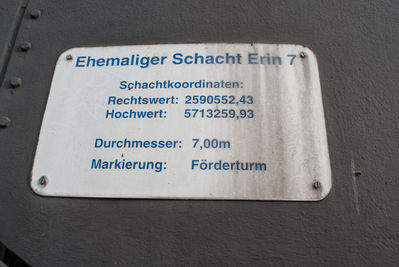 Ehemaliger Schacht Erin 7
Schachtkoordinaten:
Rechtswert: 2590552,43
Hochwert: 5713259,93
Durchmesser: 7,00m
Markierung: Förderturm